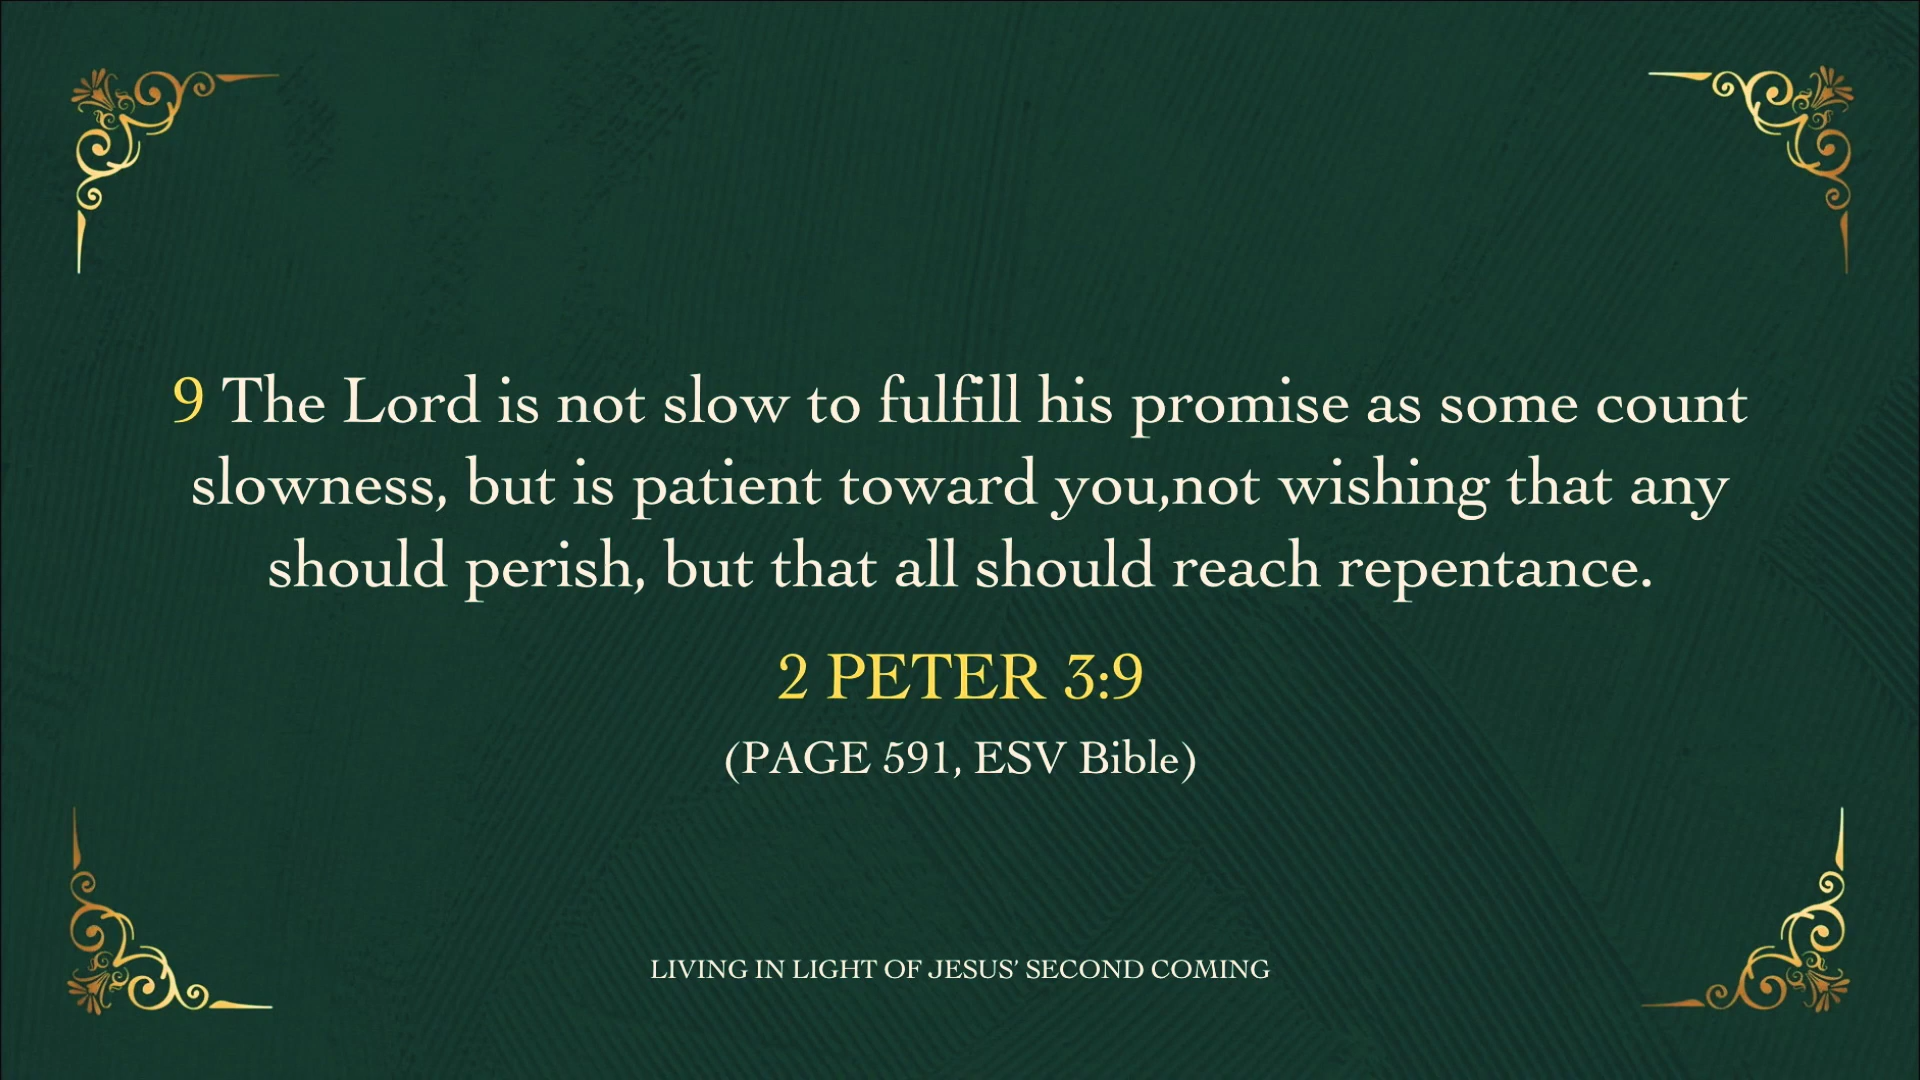 9 The Lord is not slow to fulfill his promise as some count
slowness, but is patient toward you,not wishing that any
should perish, but that all should reach repentance.
2 PETER 3:9
(PAGE 591, ESV Bible)
LIVING IN LIGHT OF JESUS’ SECOND COMING